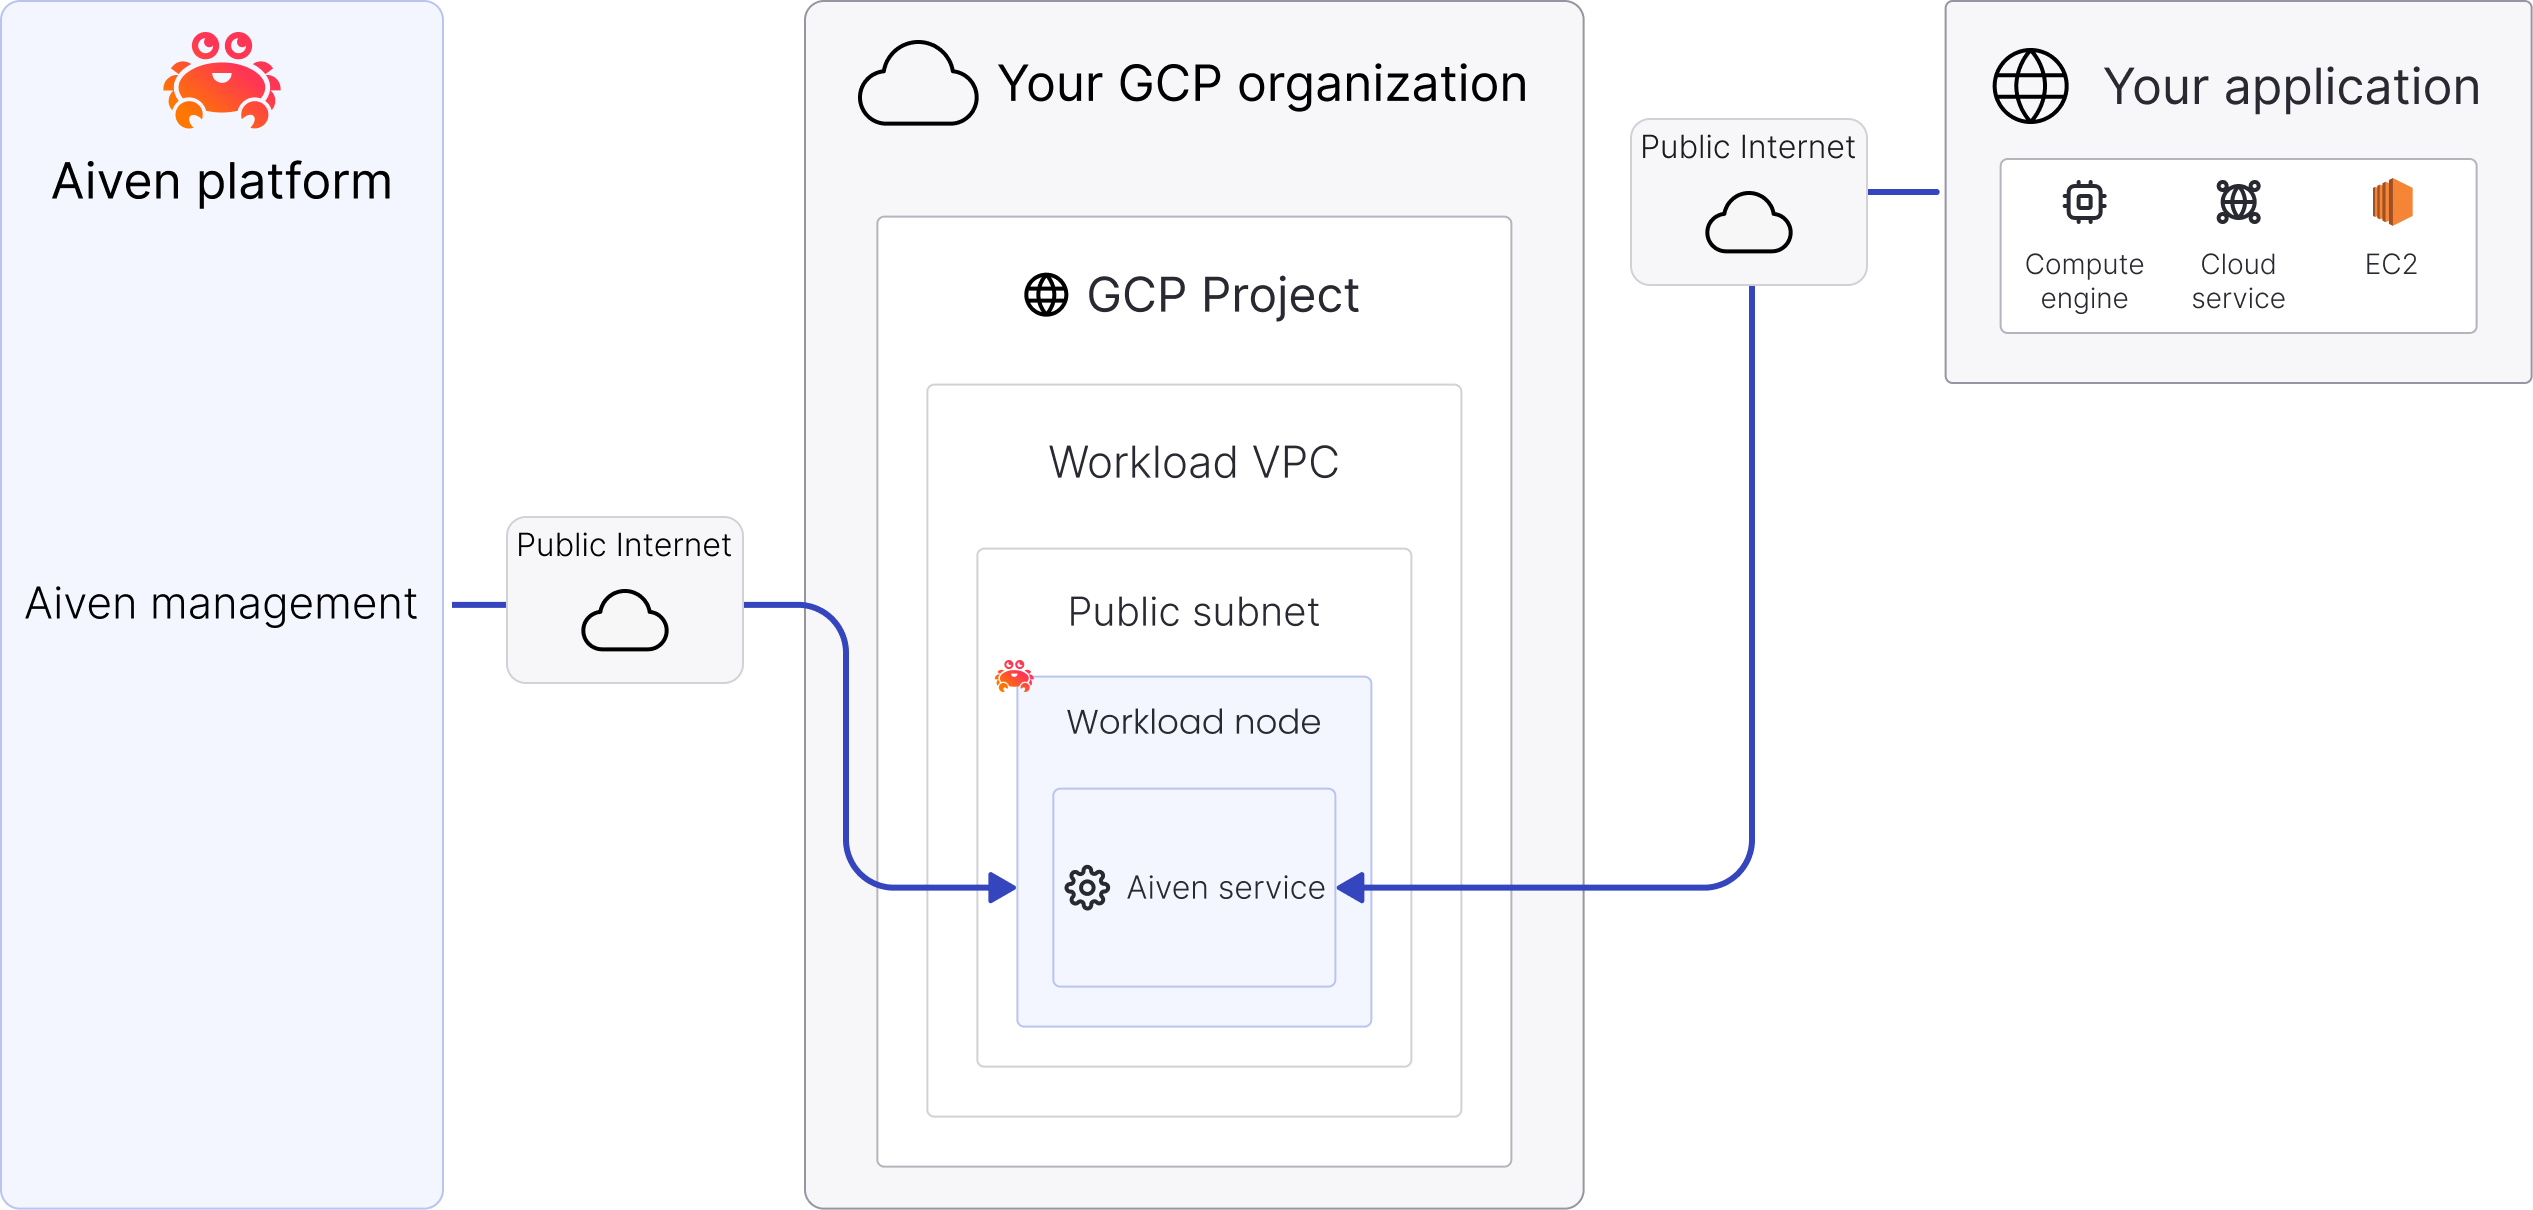 Aiven platform
Aiven management
Public Internet
Your GCP organization
GCP Project
Workload VPC
Public subnet
Workload node
Aiven service
Public Internet
Your application
Compute
engine
Cloud
service
EC2